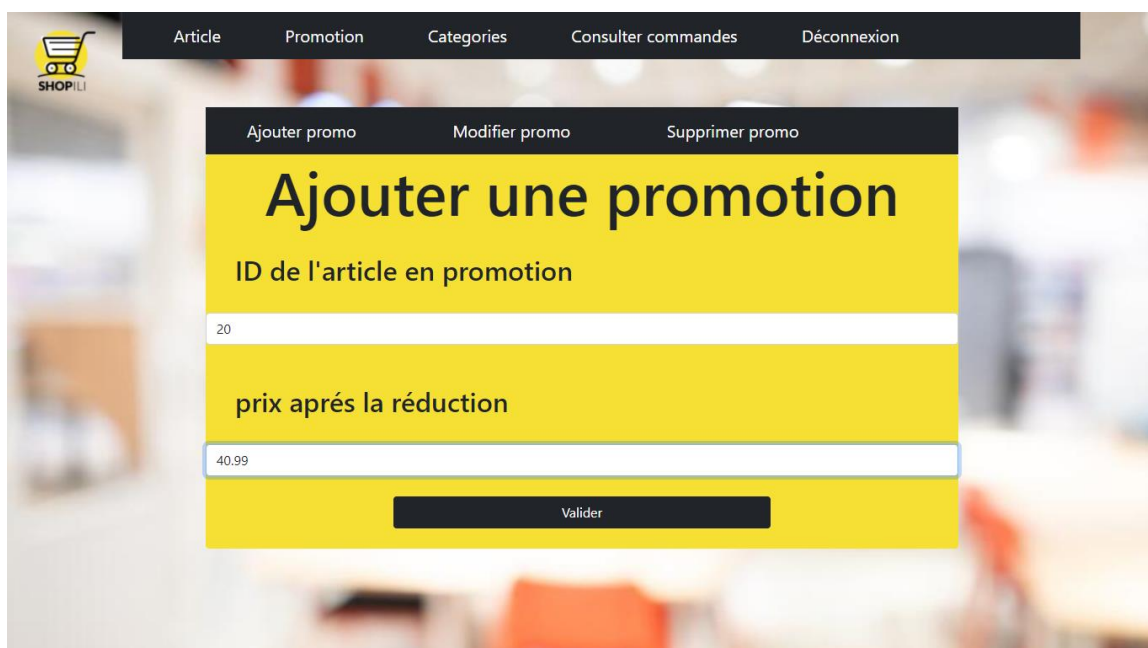 Article Promotion Categories Consulter commandes Déconnexion
SHOPILI
Ajouter promo Modifier promo Supprimer promo
Ajouter une promotion
ID de l'article en promotion
20
prix aprés la réduction
40.99
Valider